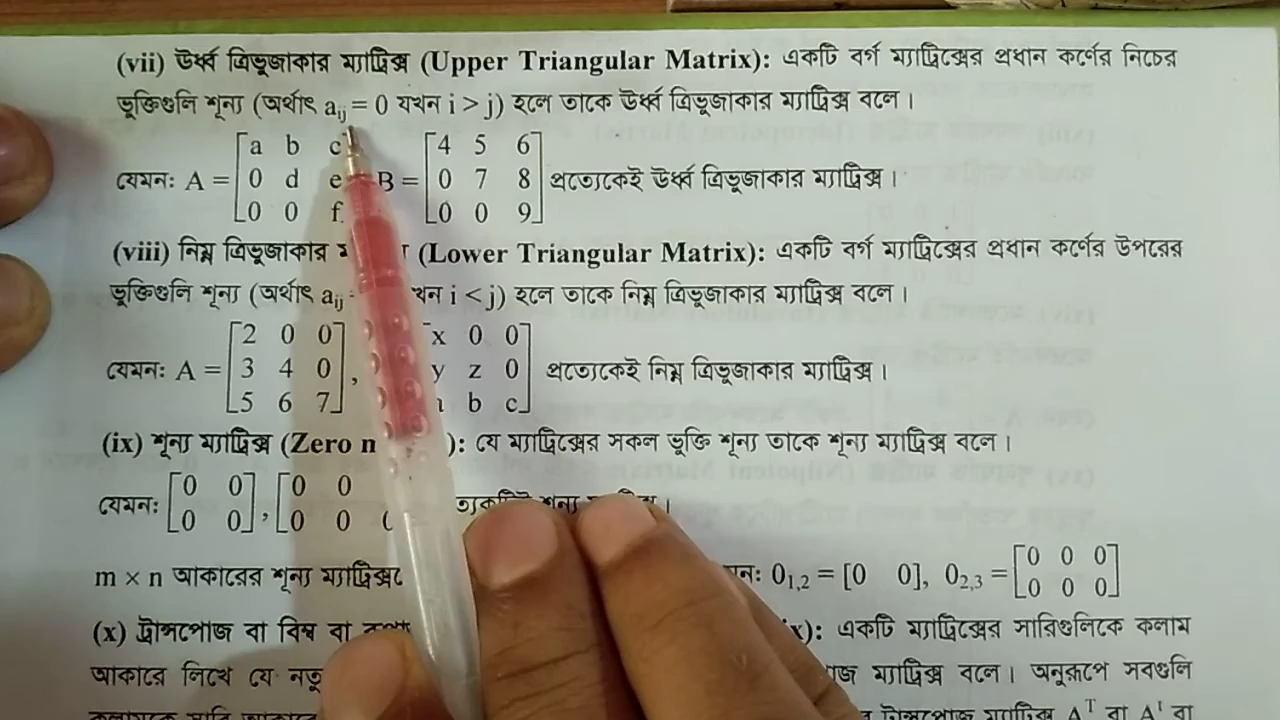 (vii) ঊর্ধ্ব ত্রিভুজাকার ম্যাট্রিক্স (Upper Triangular Matrix): একটি বর্গ ম্যাট্রিক্সের প্রধান কর্ণের নিচের
ভুক্তিগুলি শূন্য (অর্থাৎ aij = 0 যখন i > j) হলে তাকে ঊর্ধ্ব ত্রিভুজাকার ম্যাট্রিক্স বলে।
a b c 4 5 6
যেমনঃ A = 0 d e B = 0 7 8 প্রত্যেকেই ঊর্ধ্ব ত্রিভুজাকার ম্যাট্রিক্স।
0 0 f 0 0 9
(viii) নিম্ন ত্রিভুজাকার (Lower Triangular Matrix): একটি বর্গ ম্যাট্রিক্সের প্রধান কর্ণের উপরের
ভুক্তিগুলি শূন্য (অর্থাৎ aij i < j) হলে তাকে নিম্ন ত্রিভুজাকার ম্যাট্রিক্স বলে।
2 0 0 x 0 0
যেমনঃ A = 3 4 0 , y z 0 প্রত্যেকেই নিম্ন ত্রিভুজাকার ম্যাট্রিক্স।
5 6 7 b c
(ix) শূন্য ম্যাট্রিক্স (Zero ): যে ম্যাট্রিক্সের সকল ভুক্তি শূন্য তাকে শূন্য ম্যাট্রিক্স বলে।
0 0 0 0
যেমনঃ , 
0 0 0 0
m × n আকারের শূন্য 0₁,₂ = [0 0], 0₂,₃ = 0 0 0
0 0 0
(x) ট্রান্সপোজ বা বিম্ব বা একটি ম্যাট্রিক্সের সারিগুলিকে কলাম
আকারে লিখে যে ম্যাট্রিক্স বলে। অনুরূপে সবগুলি
ম্যাট্রিক্স Aᵀ বা Aᵗ বা